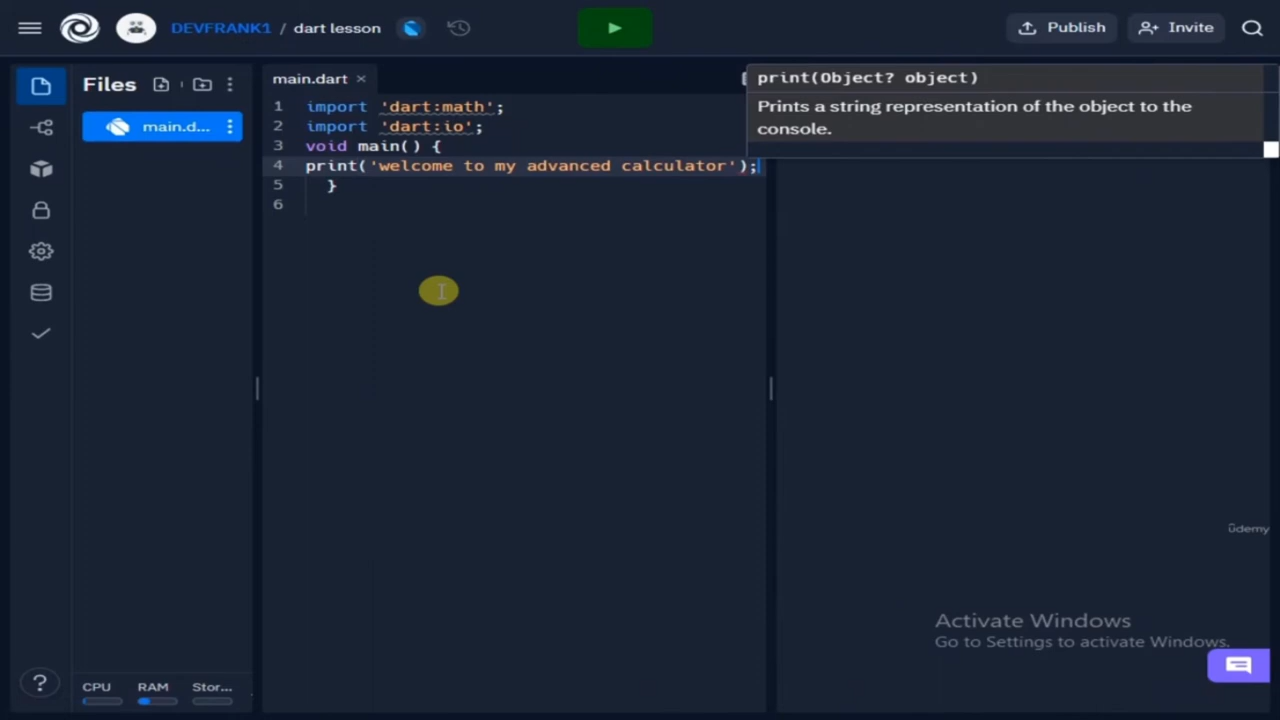 DEVFRANK1 / dart lesson
Publish
Invite
Files
main.d...
main.dart ×
1 import 'dart:math';
2 import 'dart:io';
3 void main() {
4 print('welcome to my advanced calculator');
5 }
6
print(Object? object)
Prints a string representation of the object to the
console.
ûdemy
Activate Windows
Go to Settings to activate Windows.
?
CPU RAM Stor...